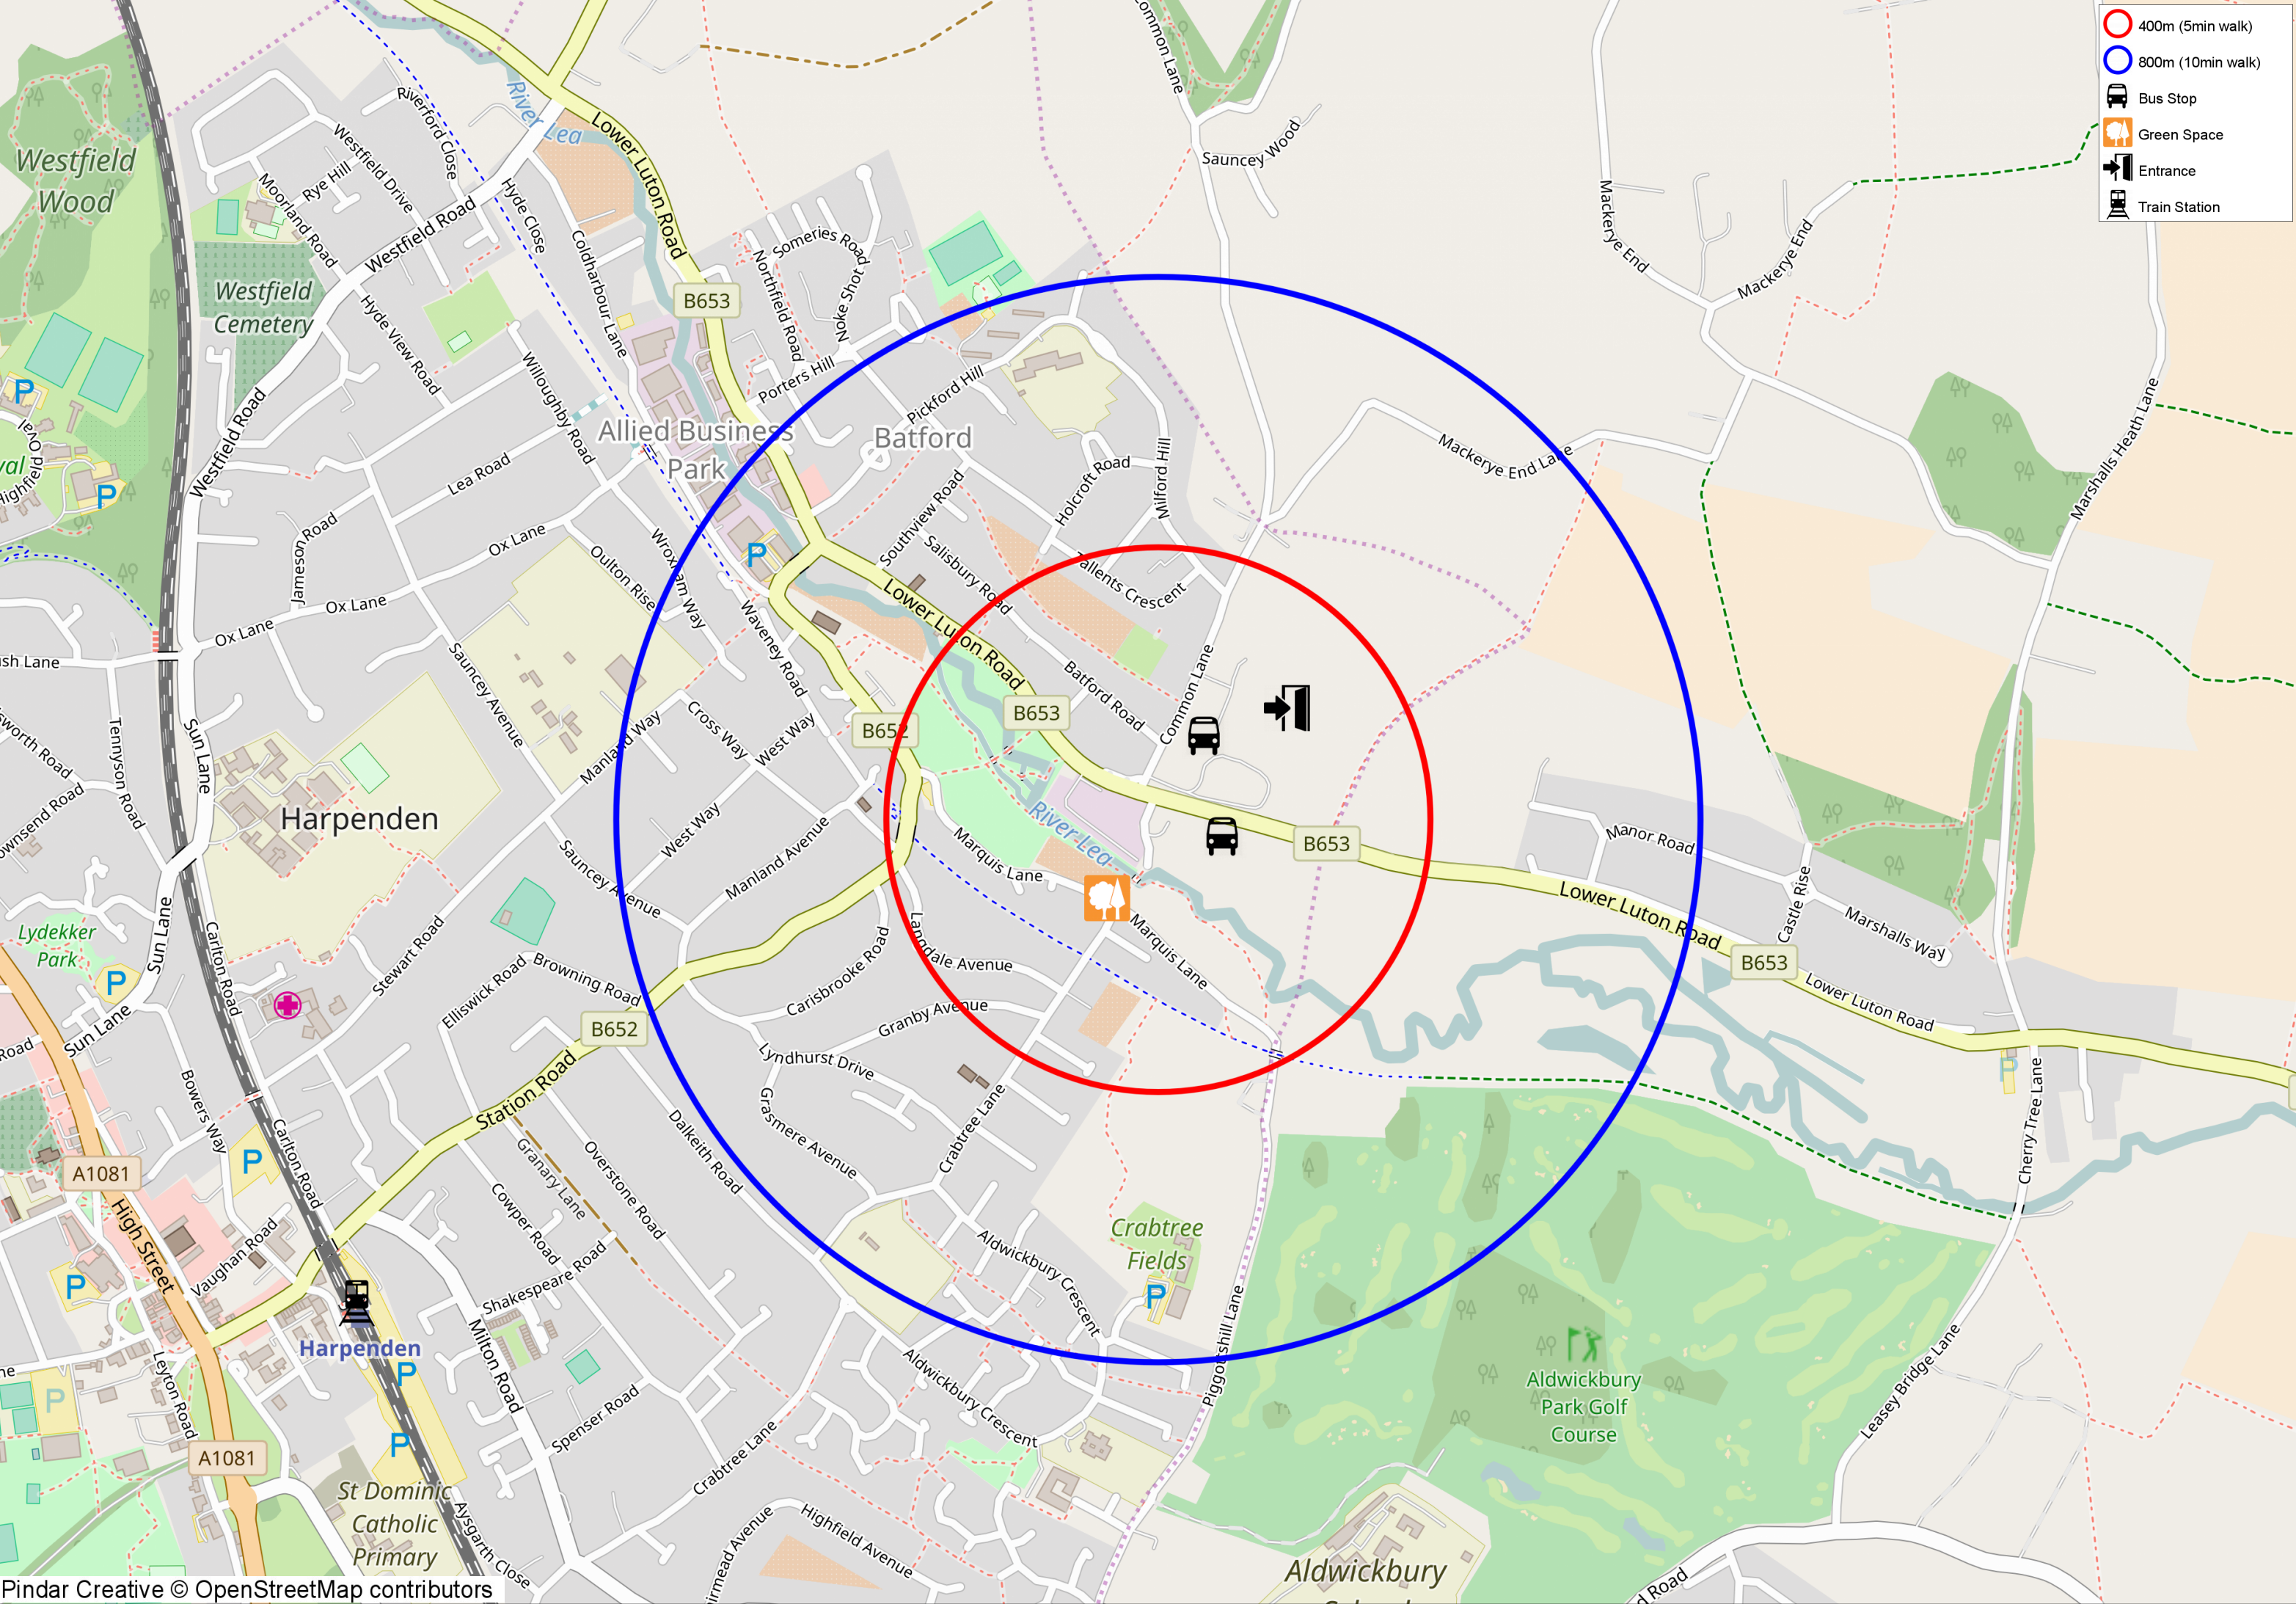 400m (5min walk)
800m (10min walk)
Bus Stop
Green Space
Entrance
Train Station
Common Lane
River Lea
Lower Luton Road
Riverford Close
Westfield Drive
Rye Hill
Moorland Road
Westfield Road
Hyde Close
Coldharbour Lane
Westfield
Wood
Sauncey Wood
Mackerye End
Mackerye End
Someries Road
Northfield Road
Noke Shot
Westfield
Cemetery
B653
Hyde View Road
Willoughby Road
Porters Hill
Pickford Hill
Allied Business
Park
Batford
Mackerye End Lane
Marshalls Heath Lane
P
Highfield Oval
P
Westfield Road
Lea Road
Holcroft Road
Milford Hill
Southview Road
Jameson Road
Ox Lane
Oulton Rise
Wroxham Way
P
Salisbury Road
Tallents Crescent
Ox Lane
Ox Lane
Lower Luton Road
Waveney Road
Sauncey Avenue
Batford Road
Common Lane
Tennyson Road
Sun Lane
Manland Way
Cross Way
West Way
B652
B653
Harpenden
West Way
Manland Avenue
River Lea
B653
Manor Road
Sauncey Avenue
Marquis Lane
Lower Luton Road
Castle Rise
Marshalls Way
Lydekker
Park
Sun Lane
Carlton Road
Stewart Road
Langdale Avenue
Marquis Lane
B653
P
Elliswick Road
Browning Road
Carisbrooke Road
Granby Avenue
Lower Luton Road
Sun Lane
B652
Lyndhurst Drive
Bowers Way
Station Road
Grasmere Avenue
Crabtree Lane
P
Cherry Tree Lane
A1081
P
Carlton Road
Granary Lane
Overstone Road
Dalkeith Road
High Street
Vaughan Road
Cowper Road
Shakespeare Road
Aldwickbury Crescent
Crabtree
Fields
P
P
Harpenden
P
Milton Road
Leyton Road
P
Piggottshill Lane
Aldwickbury
Park Golf
Course
Leasey Bridge Lane
Spenser Road
Aldwickbury Crescent
P
A1081
Crabtree Lane
St Dominic
Catholic
Primary
Aysgarth Close
Highfield Avenue
Aldwickbury
Pindar Creative © OpenStreetMap contributors